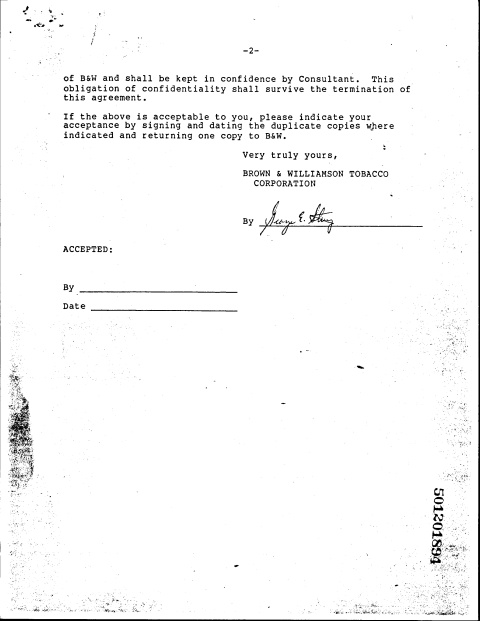 -2-
of B&W and shall be kept in confidence by Consultant. This
obligation of confidentiality shall survive the termination of
this agreement.
If the above is acceptable to you, please indicate your
acceptance by signing and dating the duplicate copies where
indicated and returning one copy to B&W.
Very truly yours,
BROWN & WILLIAMSON TOBACCO
CORPORATION
By George E.
ACCEPTED:
By
Date
501201894